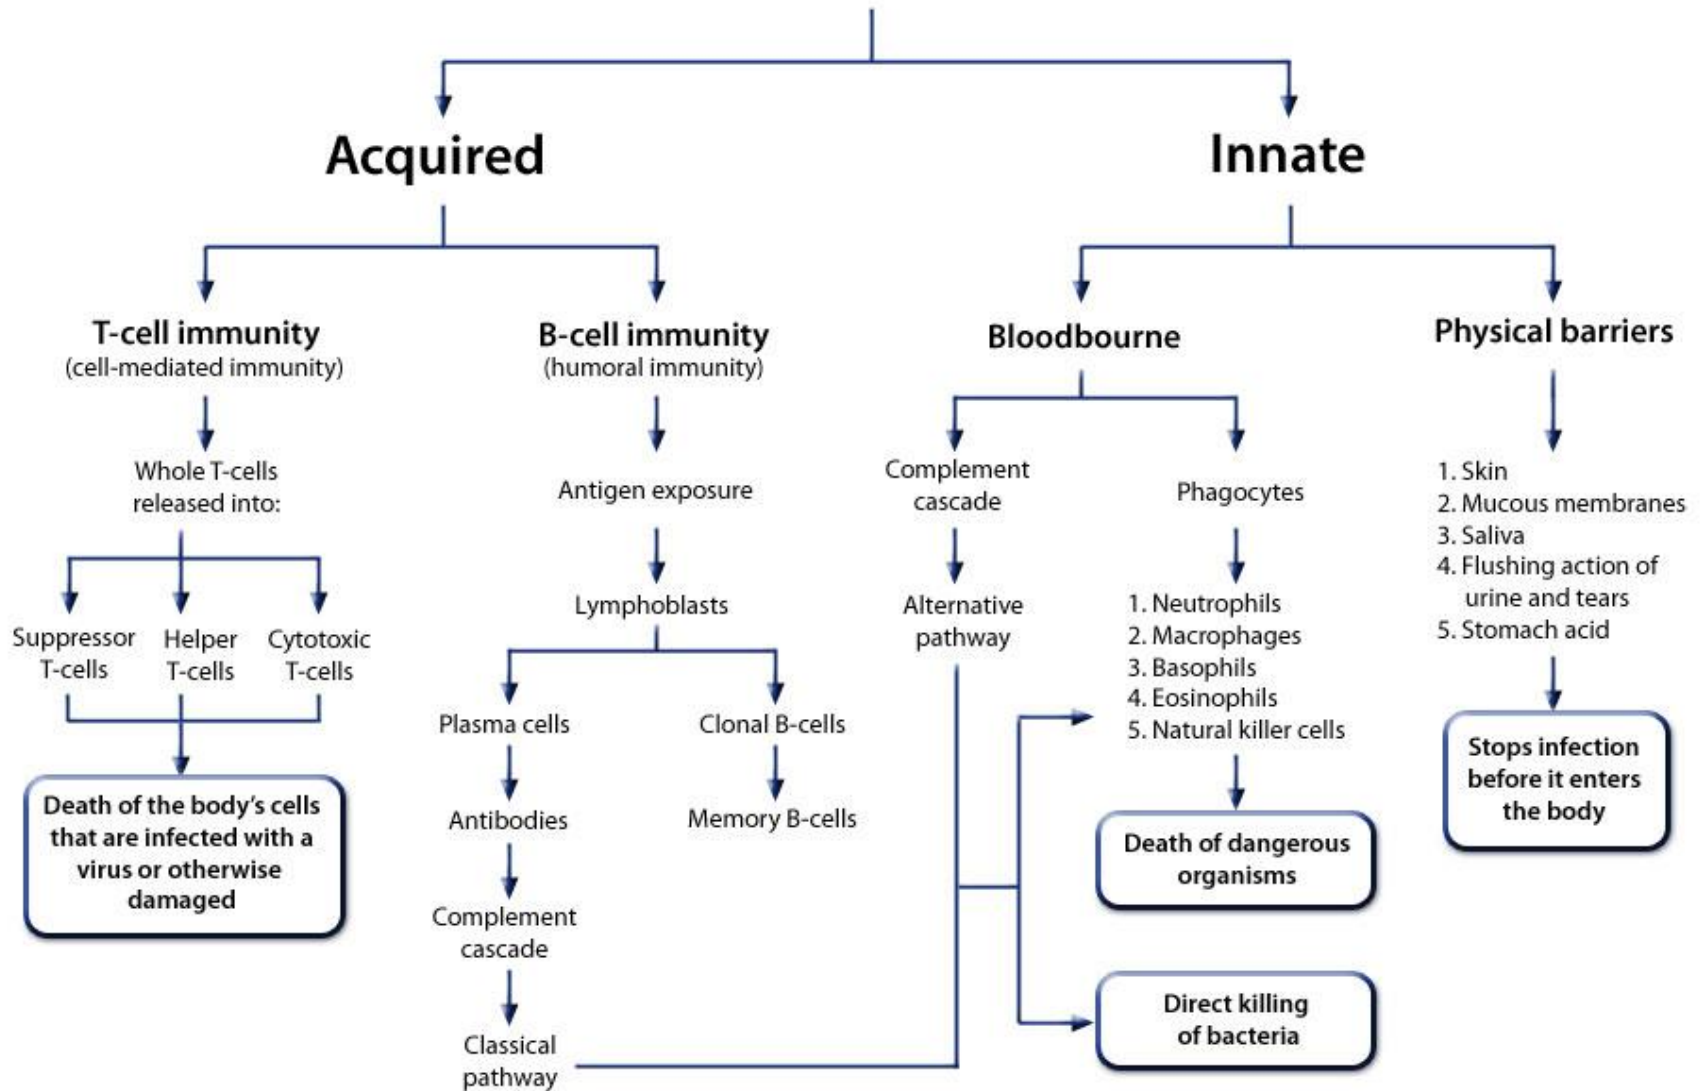 Acquired
Innate
T-cell immunity
(cell-mediated immunity)
Whole T-cells
released into:
Suppressor
T-cells
Helper
T-cells
Cytotoxic
T-cells
Death of the body's cells
that are infected with a
virus or otherwise
damaged
B-cell immunity
(humoral immunity)
Antigen exposure
Lymphoblasts
Plasma cells
Antibodies
Complement
cascade
Classical
pathway
Clonal B-cells
Memory B-cells
Bloodbourne
Complement
cascade
Alternative
pathway
Phagocytes
1. Neutrophils
2. Macrophages
3. Basophils
4. Eosinophils
5. Natural killer cells
Death of dangerous
organisms
Direct killing
of bacteria
Physical barriers
1. Skin
2. Mucous membranes
3. Saliva
4. Flushing action of
urine and tears
5. Stomach acid
Stops infection
before it enters
the body